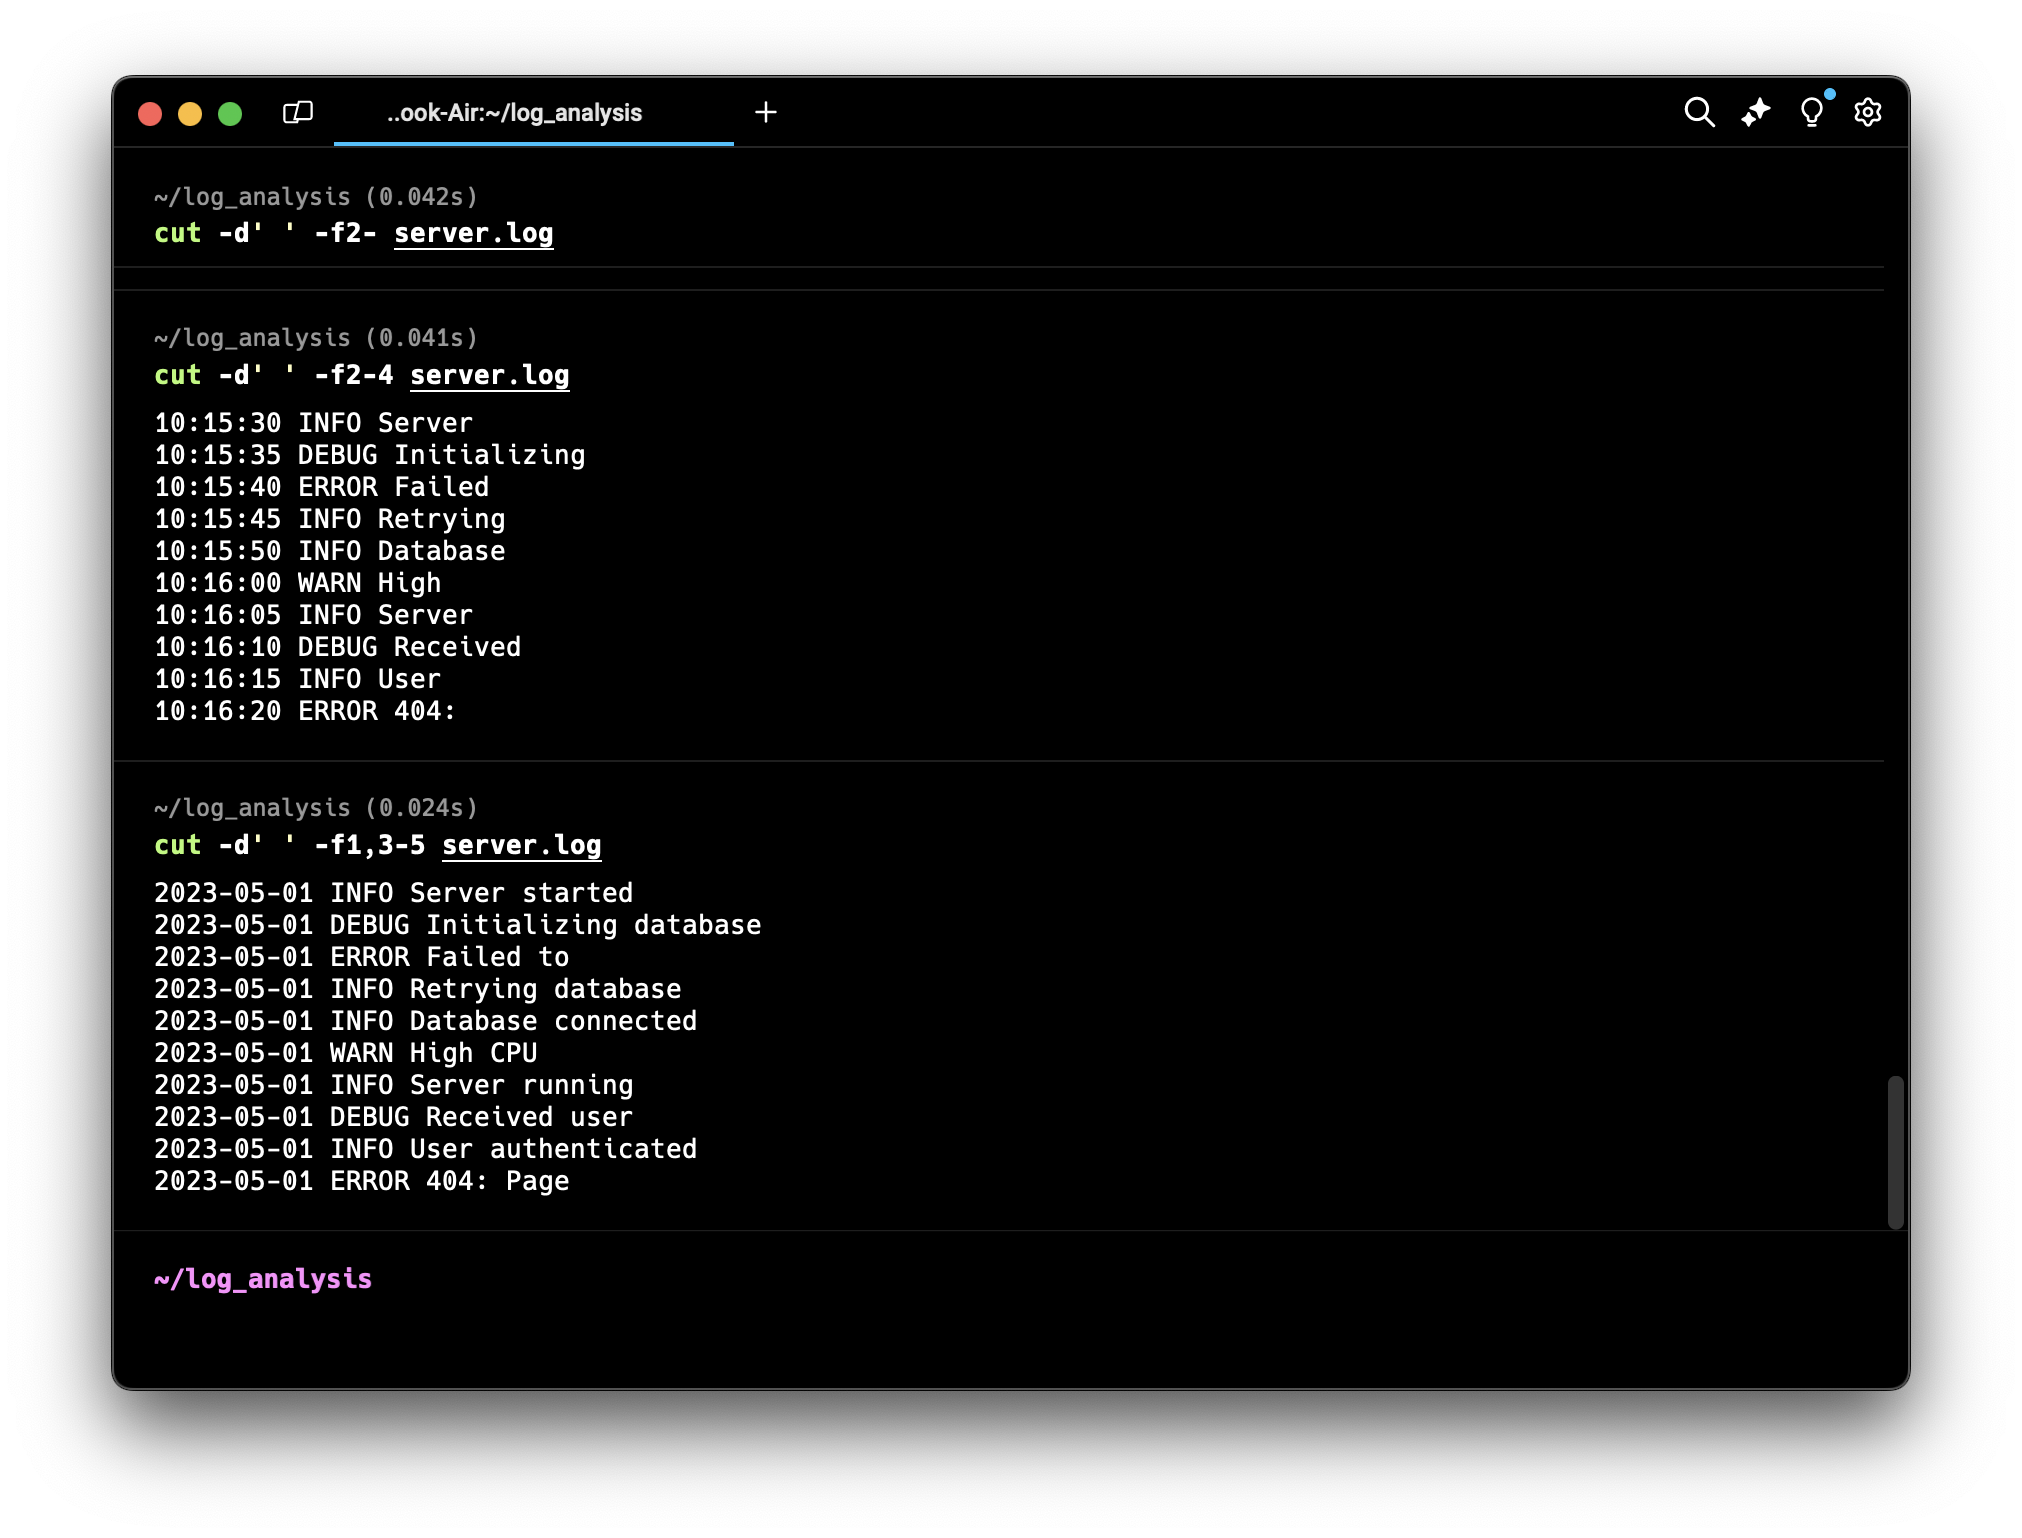 ..ook-Air:~/log_analysis
~/log_analysis (0.042s)
cut -d' ' -f2- server.log
~/log_analysis (0.041s)
cut -d' ' -f2-4 server.log
10:15:30 INFO Server
10:15:35 DEBUG Initializing
10:15:40 ERROR Failed
10:15:45 INFO Retrying
10:15:50 INFO Database
10:16:00 WARN High
10:16:05 INFO Server
10:16:10 DEBUG Received
10:16:15 INFO User
10:16:20 ERROR 404:
~/log_analysis (0.024s)
cut -d' ' -f1,3-5 server.log
2023-05-01 INFO Server started
2023-05-01 DEBUG Initializing database
2023-05-01 ERROR Failed to
2023-05-01 INFO Retrying database
2023-05-01 INFO Database connected
2023-05-01 WARN High CPU
2023-05-01 INFO Server running
2023-05-01 DEBUG Received user
2023-05-01 INFO User authenticated
2023-05-01 ERROR 404: Page
~/log_analysis